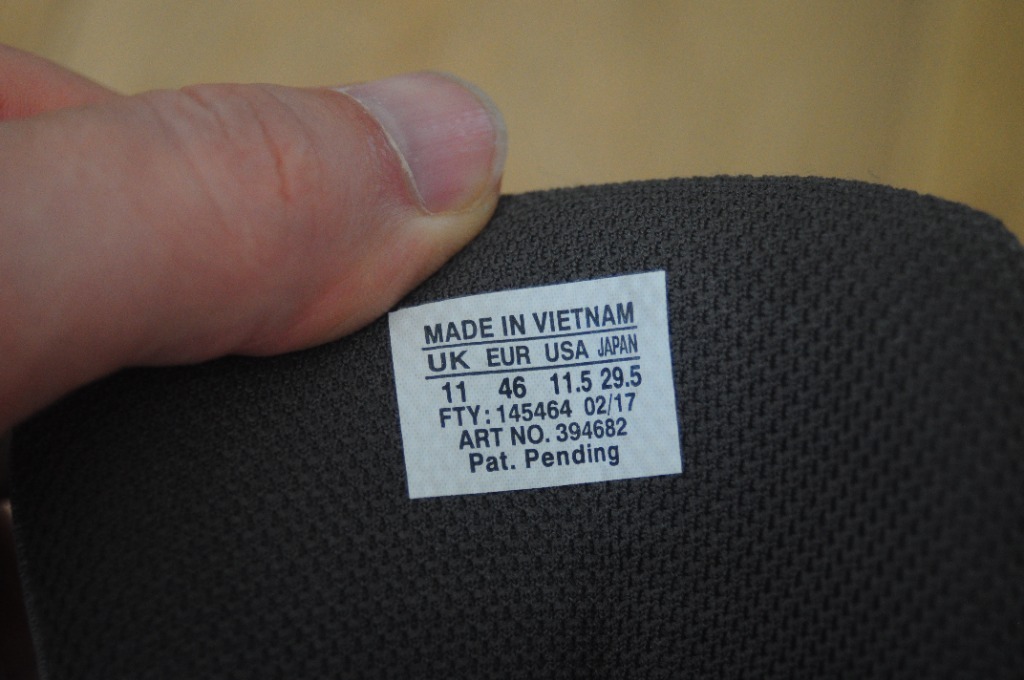 MADE IN VIETNAM
UK EUR USA JAPAN
11 46 11.5 29.5
FTY: 145464 02/17
ART NO. 394682
Pat. Pending